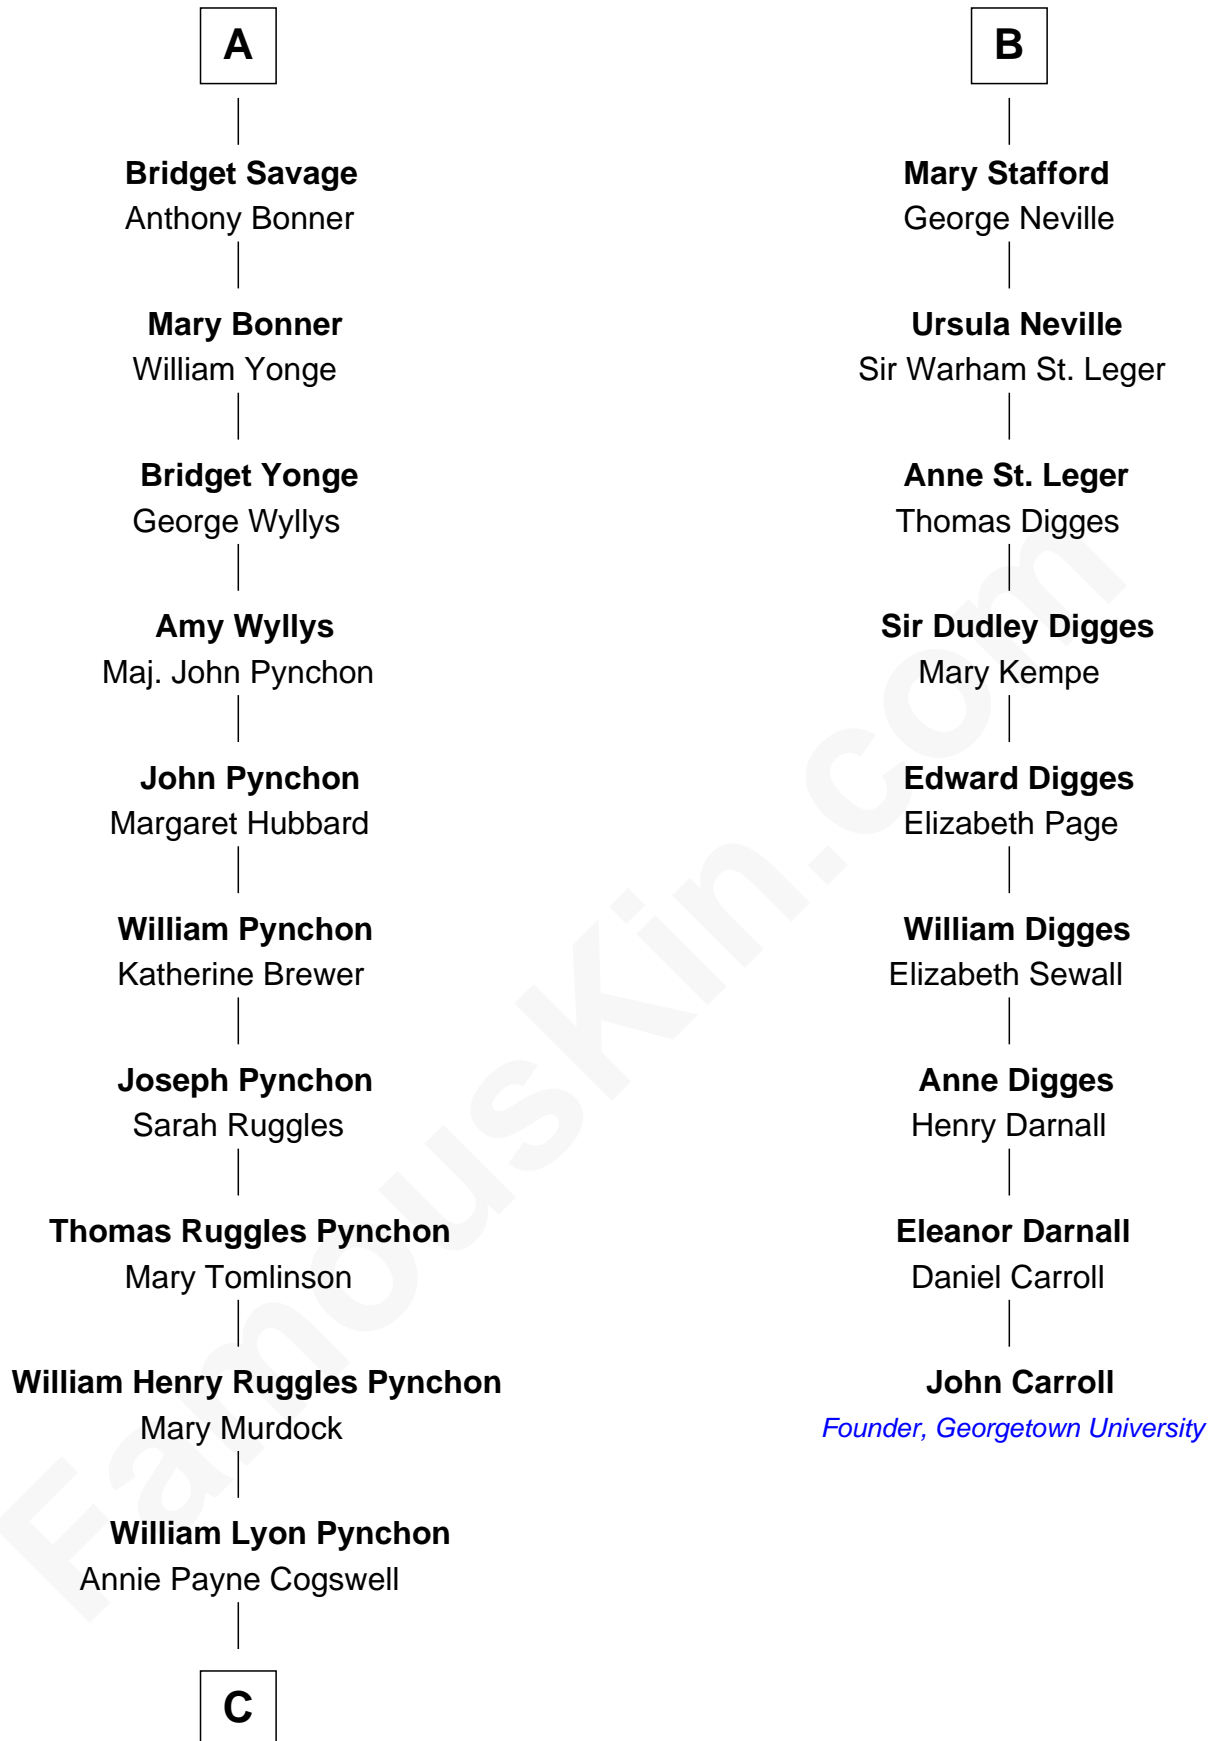 A
Bridget Savage
Anthony Bonner
Mary Bonner
William Yonge
Bridget Yonge
George Wyllys
Amy Wyllys
Maj. John Pynchon
John Pynchon
Margaret Hubbard
William Pynchon
Katherine Brewer
Joseph Pynchon
Sarah Ruggles
Thomas Ruggles Pynchon
Mary Tomlinson
William Henry Ruggles Pynchon
Mary Murdock
William Lyon Pynchon
Annie Payne Cogswell
C
B
Mary Stafford
George Neville
Ursula Neville
Sir Warham St. Leger
Anne St. Leger
Thomas Digges
Sir Dudley Digges
Mary Kempe
Edward Digges
Elizabeth Page
William Digges
Elizabeth Sewall
Anne Digges
Henry Darnall
Eleanor Darnall
Daniel Carroll
John Carroll
Founder, Georgetown University
FamousKin.com